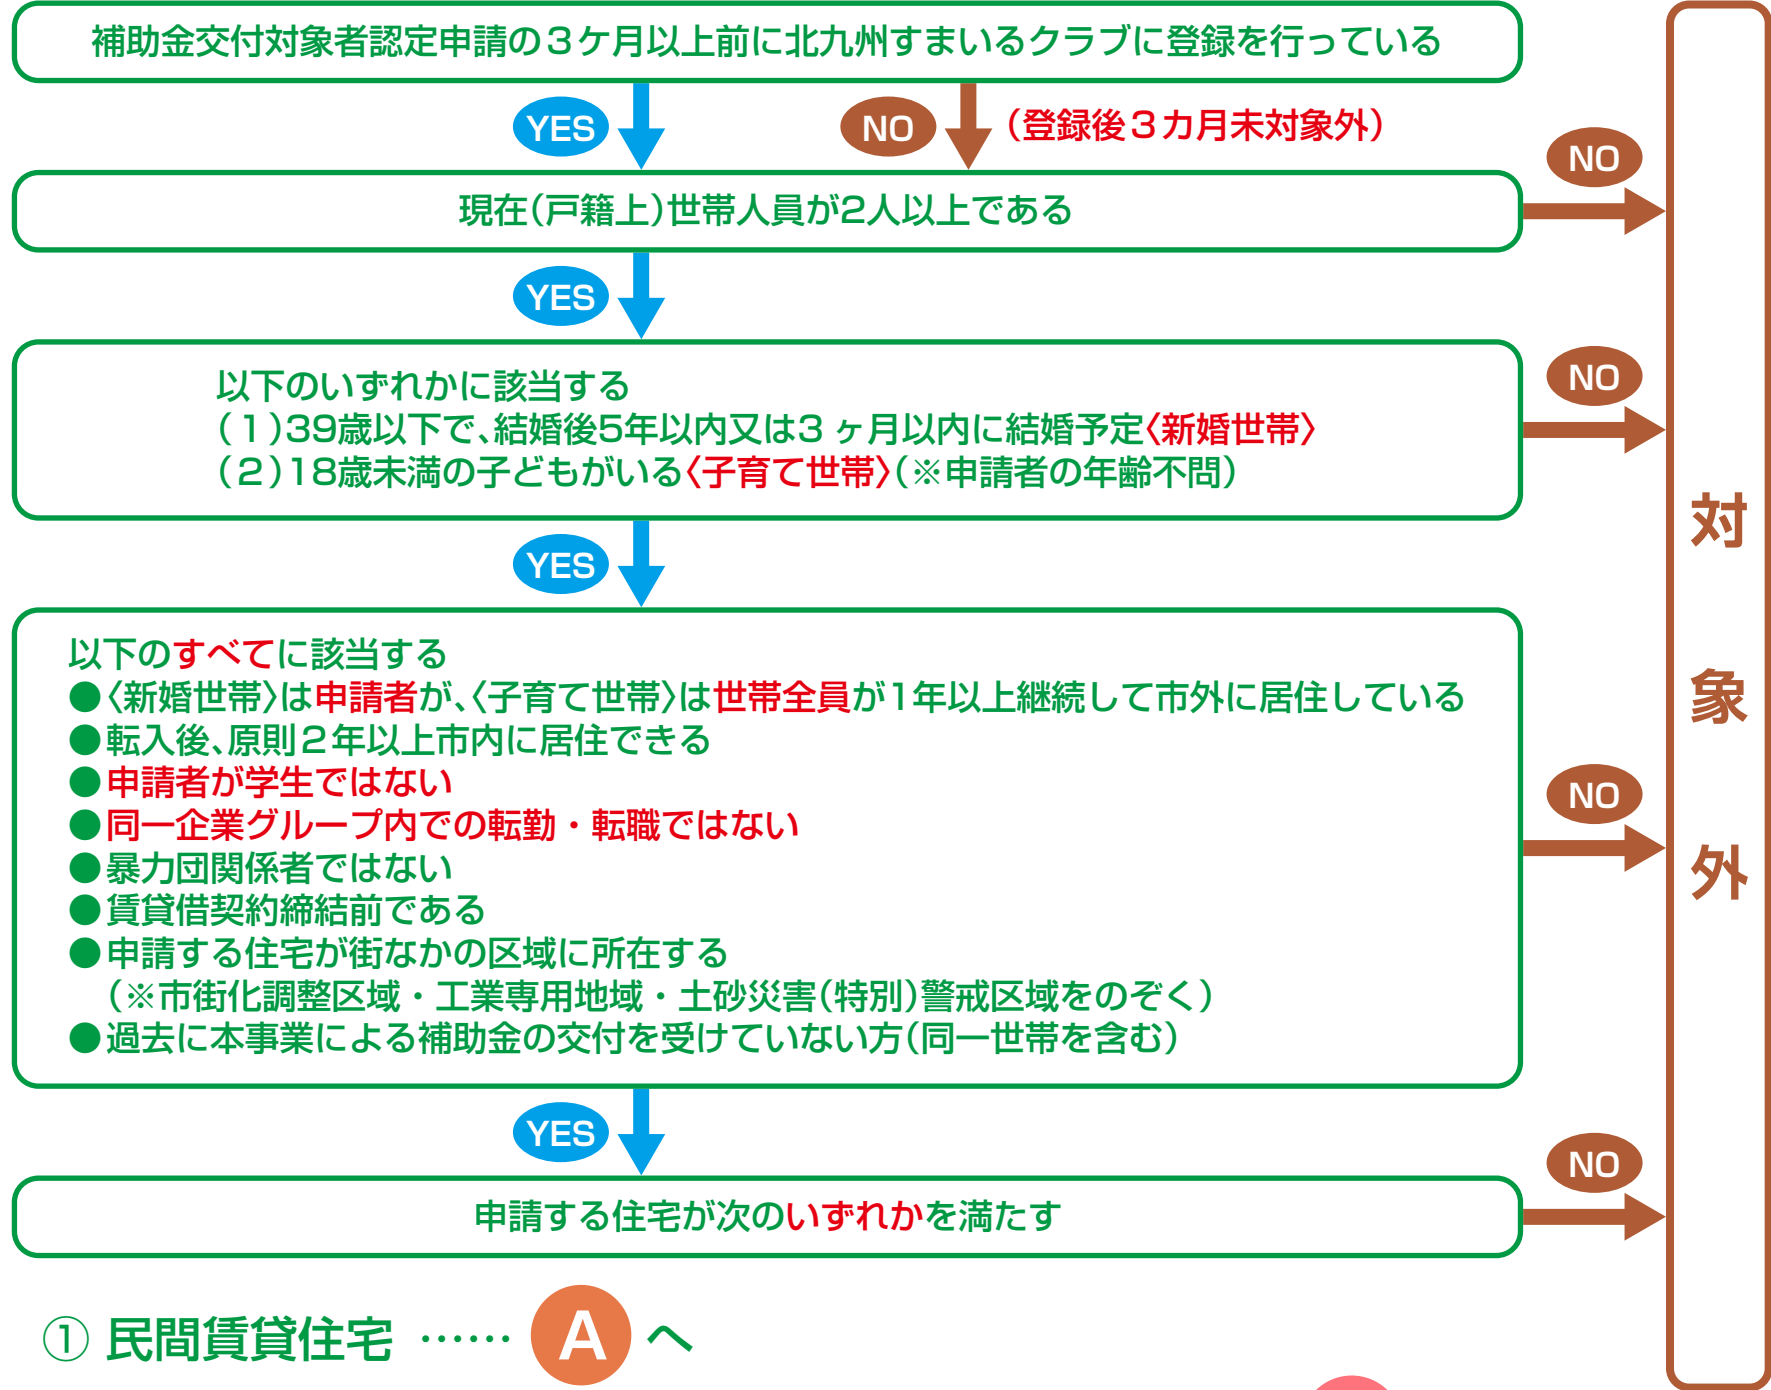 補助金交付対象者認定申請の3ケ月以上前に北九州すまいるクラブに登録を行っている
YES
NO
（登録後3カ月未対象外）
NO
現在（戸籍上）世帯人員が2人以上である
YES
NO
以下のいずれかに該当する
（1）39歳以下で、結婚後5年以内又は3ヶ月以内に結婚予定〈新婚世帯〉
（2）18歳未満の子どもがいる〈子育て世帯〉（※申請者の年齢不問）
YES
以下のすべてに該当する
●〈新婚世帯〉は申請者が、〈子育て世帯〉は世帯全員が1年以上継続して市外に居住している
●転入後、原則2年以上市内に居住できる
●申請者が学生ではない
●同一企業グループ内での転勤・転職ではない
●暴力団関係者ではない
●賃貸借契約締結前である
●申請する住宅が街なかの区域に所在する
（※市街化調整区域・工業専用地域・土砂災害（特別）警戒区域をのぞく）
●過去に本事業による補助金の交付を受けていない方（同一世帯を含む）
NO
YES
NO
申請する住宅が次のいずれかを満たす
① 民間賃貸住宅 …… A へ
対象外